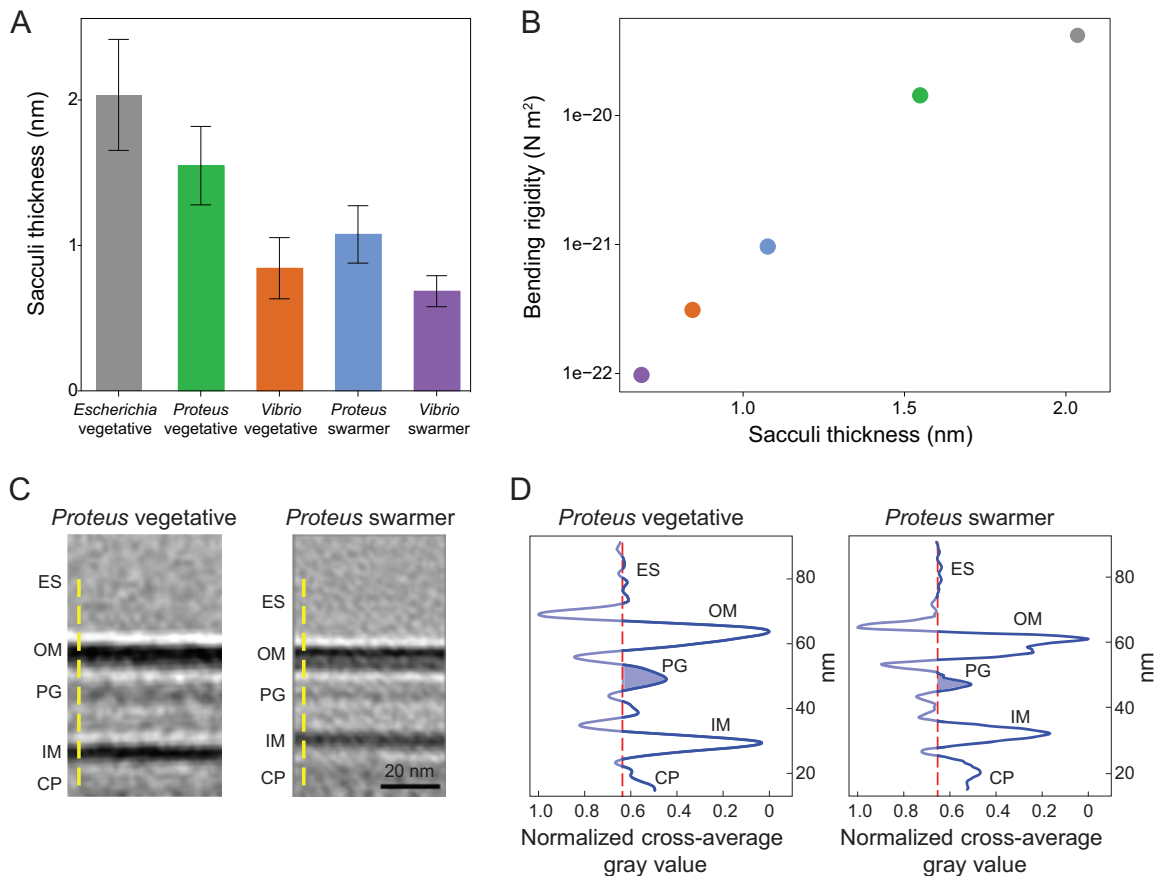 A
Sacculi thickness (nm)
2
1
0
Escherichia
vegetative
Proteus
vegetative
Vibrio
vegetative
Proteus
swarmer
Vibrio
swarmer
B
Bending rigidity (N m²)
1e−20
1e−21
1e−22
1.0
1.5
2.0
Sacculi thickness (nm)
C
Proteus vegetative
ES
OM
PG
IM
CP
Proteus swarmer
ES
OM
PG
IM
CP
20 nm
D
Proteus vegetative
ES
OM
PG
IM
CP
80
60
40
20
nm
1.0 0.8 0.6 0.4 0.2 0
Normalized cross-average
gray value
Proteus swarmer
ES
OM
PG
IM
CP
80
60
40
20
nm
1.0 0.8 0.6 0.4 0.2 0
Normalized cross-average
gray value